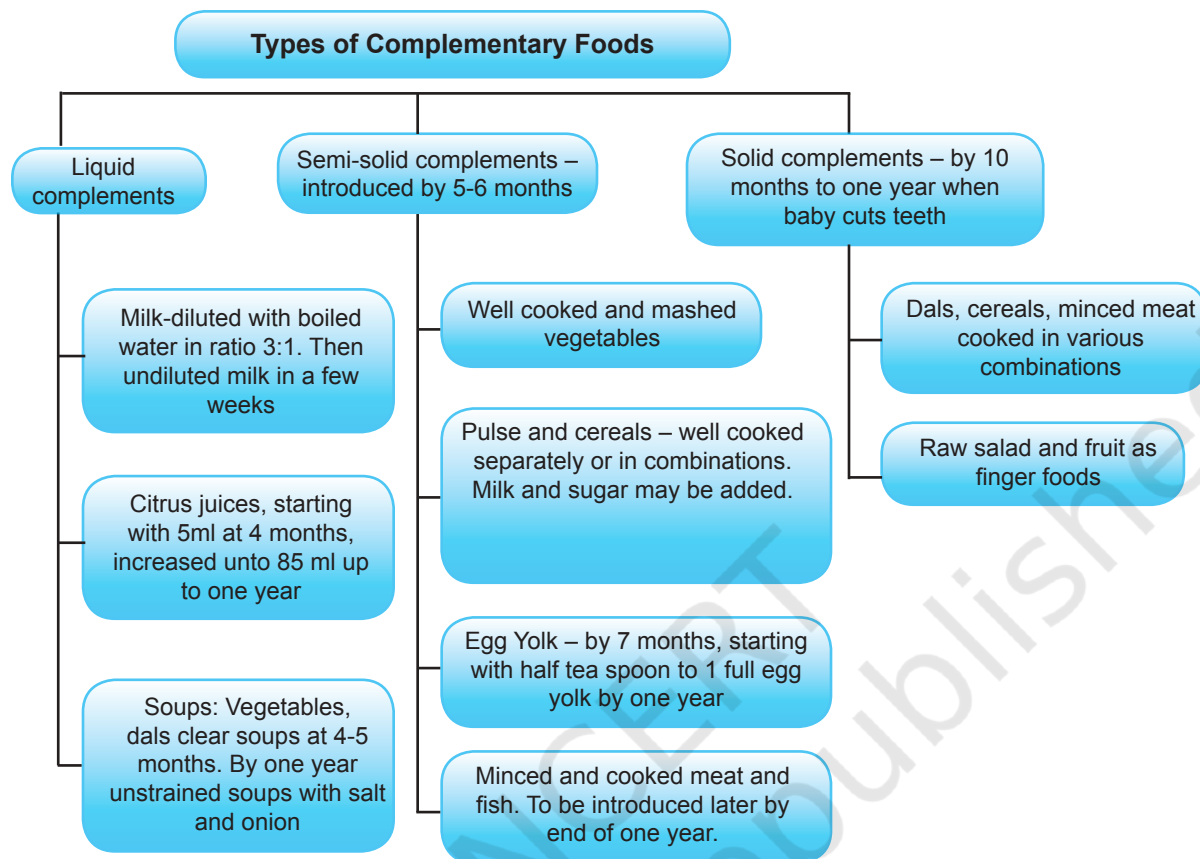 Types of Complementary Foods
Liquid
complements
Milk-diluted with boiled
water in ratio 3:1. Then
undiluted milk in a few
weeks
Citrus juices, starting
with 5ml at 4 months,
increased unto 85 ml up
to one year
Soups: Vegetables,
dals clear soups at 4-5
months. By one year
unstrained soups with salt
and onion
Semi-solid complements –
introduced by 5-6 months
Well cooked and mashed
vegetables
Pulse and cereals – well cooked
separately or in combinations.
Milk and sugar may be added.
Egg Yolk – by 7 months, starting
with half tea spoon to 1 full egg
yolk by one year
Minced and cooked meat and
fish. To be introduced later by
end of one year.
Solid complements – by 10
months to one year when
baby cuts teeth
Dals, cereals, minced meat
cooked in various
combinations
Raw salad and fruit as
finger foods
NCERT